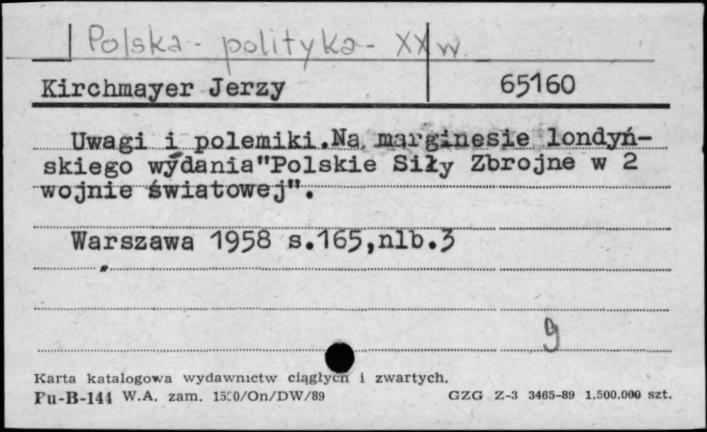 Polska - polityka - XX w.
Kirchmayer Jerzy 65160
Uwagi i polemiki.Na marginesie londyń-
skiego wydania"Polskie Siły Zbrojne w 2
wojnie światowej".
Warszawa 1958 s.165,nlb.3
g
Karta katalogowa wydawnictw ciągłych i zwartych.
Pu-B-144 W.A. zam. 1500/On/DW/89 GZG Z-3 3465-89 1.500.000 szt.